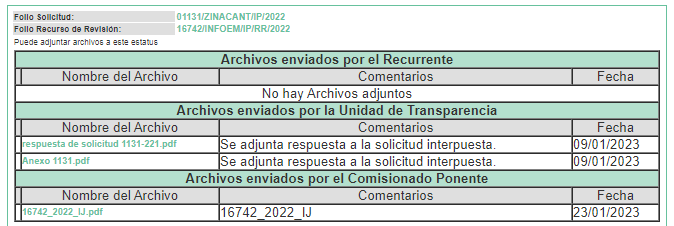 Folio Solicitud: 01131/ZINACANT/IP/2022
Folio Recurso de Revisión: 16742/INFOEM/IP/RR/2022
Puede adjuntar archivos a este estatus
Archivos enviados por el Recurrente
Nombre del Archivo Comentarios Fecha
No hay Archivos adjuntos
Archivos enviados por la Unidad de Transparencia
Nombre del Archivo Comentarios Fecha
respuesta de solicitud 1131-221.pdf Se adjunta respuesta a la solicitud interpuesta. 09/01/2023
Anexo 1131.pdf Se adjunta respuesta a la solicitud interpuesta. 09/01/2023
Archivos enviados por el Comisionado Ponente
Nombre del Archivo Comentarios Fecha
16742_2022_IJ.pdf 16742_2022_IJ 23/01/2023